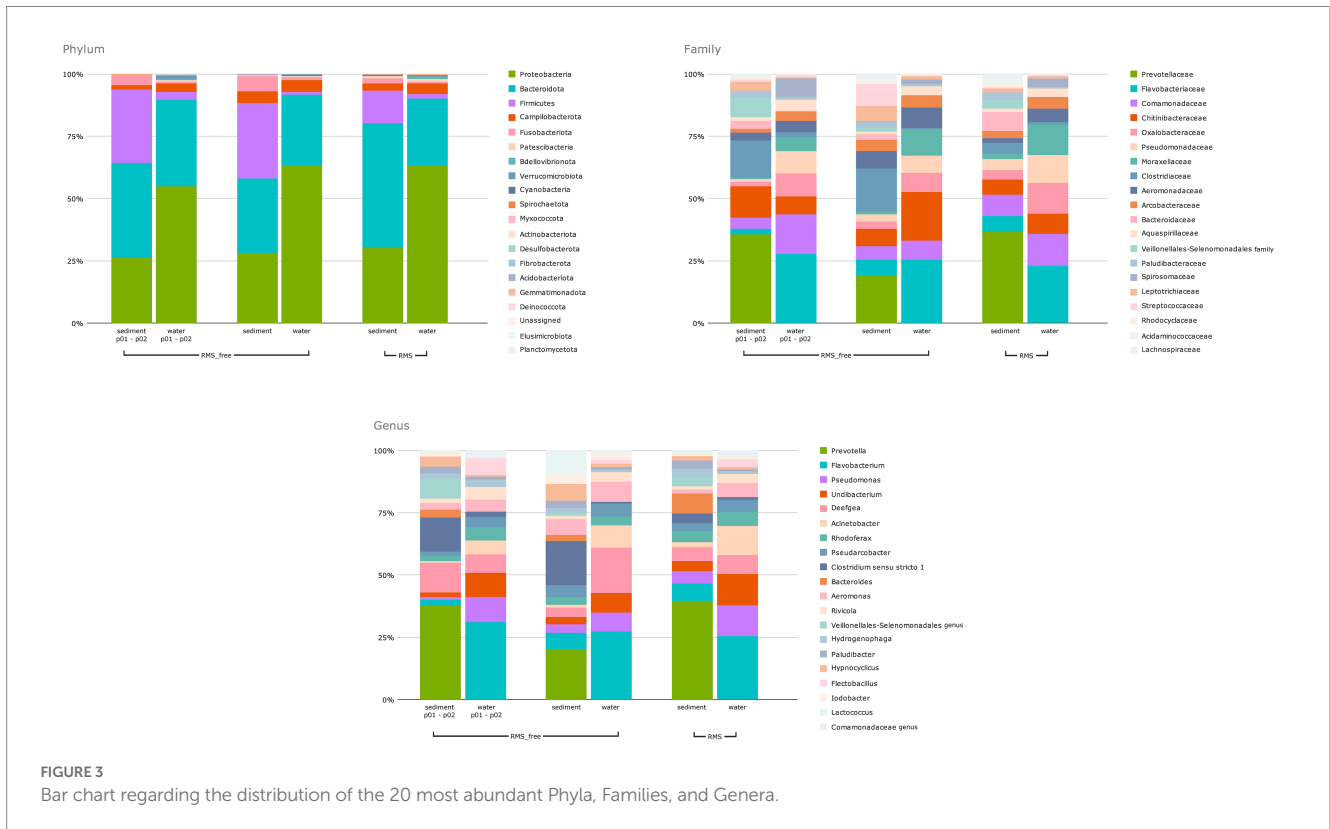 Phylum
100%
75%
50%
25%
0%
sediment
p01 - p02
water
p01 - p02
sediment
water
sediment
water
RMS_free
RMS
Proteobacteria
Bacteroidota
Firmicutes
Campilobacterota
Fusobacteriota
Patescibacteria
Bdellovibrionota
Verrucomicrobiota
Cyanobacteria
Spirochaetota
Myxococcota
Actinobacteriota
Desulfobacterota
Fibrobacterota
Acidobacteriota
Gemmatimonadota
Deinococcota
Unassigned
Elusimicrobiota
Planctomycetota
Family
100%
75%
50%
25%
0%
sediment
p01 - p02
water
p01 - p02
sediment
water
sediment
water
RMS_free
RMS
Prevotellaceae
Flavobacteriaceae
Comamonadaceae
Chitinibacteraceae
Oxalobacteraceae
Pseudomonadaceae
Moraxellaceae
Clostridiaceae
Aeromonadaceae
Arcobacteraceae
Bacteroidaceae
Aquaspirillaceae
Veillonellales-Selenomonadales family
Paludibacteraceae
Spirosomaceae
Leptotrichiaceae
Streptococcaceae
Rhodocyclaceae
Acidaminococcaceae
Lachnospiraceae
Genus
100%
75%
50%
25%
0%
sediment
p01 - p02
water
p01 - p02
sediment
water
sediment
water
RMS_free
RMS
Prevotella
Flavobacterium
Pseudomonas
Undibacterium
Deefgea
Acinetobacter
Rhodoferax
Pseudarcobacter
Clostridium sensu stricto 1
Bacteroides
Aeromonas
Rivicola
Veillonellales-Selenomonadales genus
Hydrogenophaga
Paludibacter
Hypnocyclicus
Flectobacillus
Iodobacter
Lactococcus
Comamonadaceae genus
FIGURE 3
Bar chart regarding the distribution of the 20 most abundant Phyla, Families, and Genera.